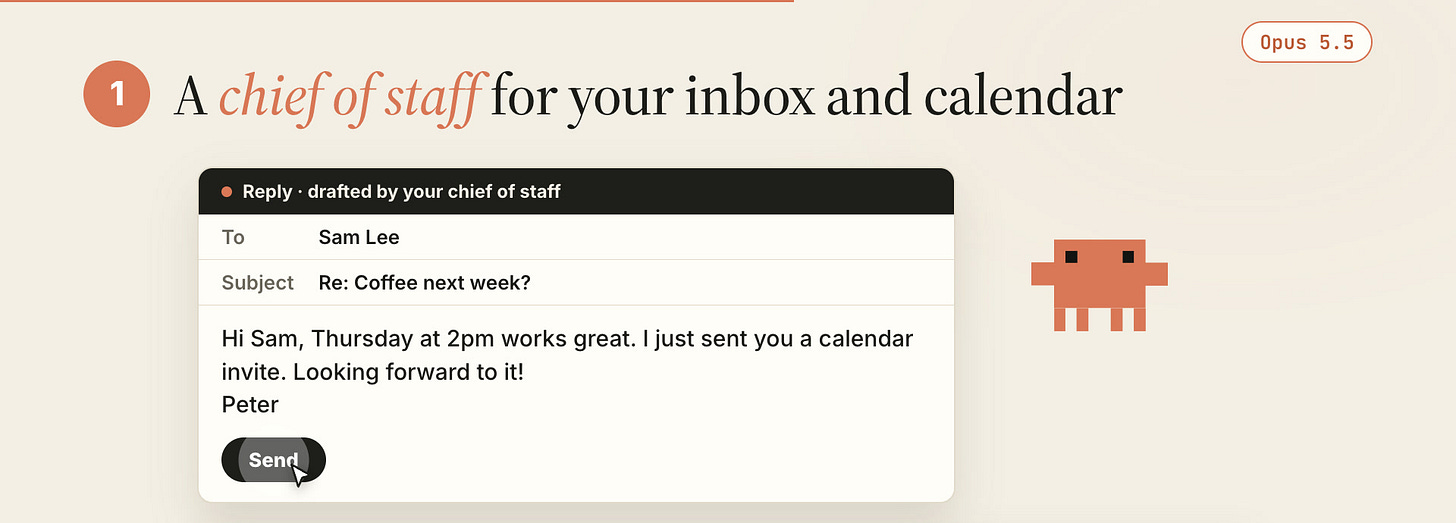 Opus 5.5
1 A chief of staff for your inbox and calendar
Reply · drafted by your chief of staff
To Sam Lee
Subject Re: Coffee next week?
Hi Sam, Thursday at 2pm works great. I just sent you a calendar
invite. Looking forward to it!
Peter
Send